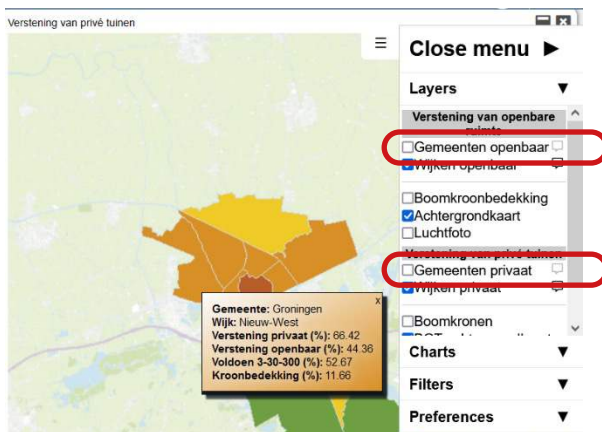 Verstening van privé tuinen
Close menu ▶
Layers ▼
Verstening van openbare
ruimte
Gemeenten openbaar
Wijken openbaar
Boomkroonbedekking
Achtergrondkaart
Luchtfoto
Verstening van privé tuinen
Gemeenten privaat
Wijken privaat
Boomkronen
Charts ▼
Filters ▼
Preferences ▼
x
Gemeente: Groningen
Wijk: Nieuw-West
Verstening privaat (%): 66.42
Verstening openbaar (%): 44.36
Voldoen 3-30-300 (%): 52.67
Kroonbedekking (%): 11.66